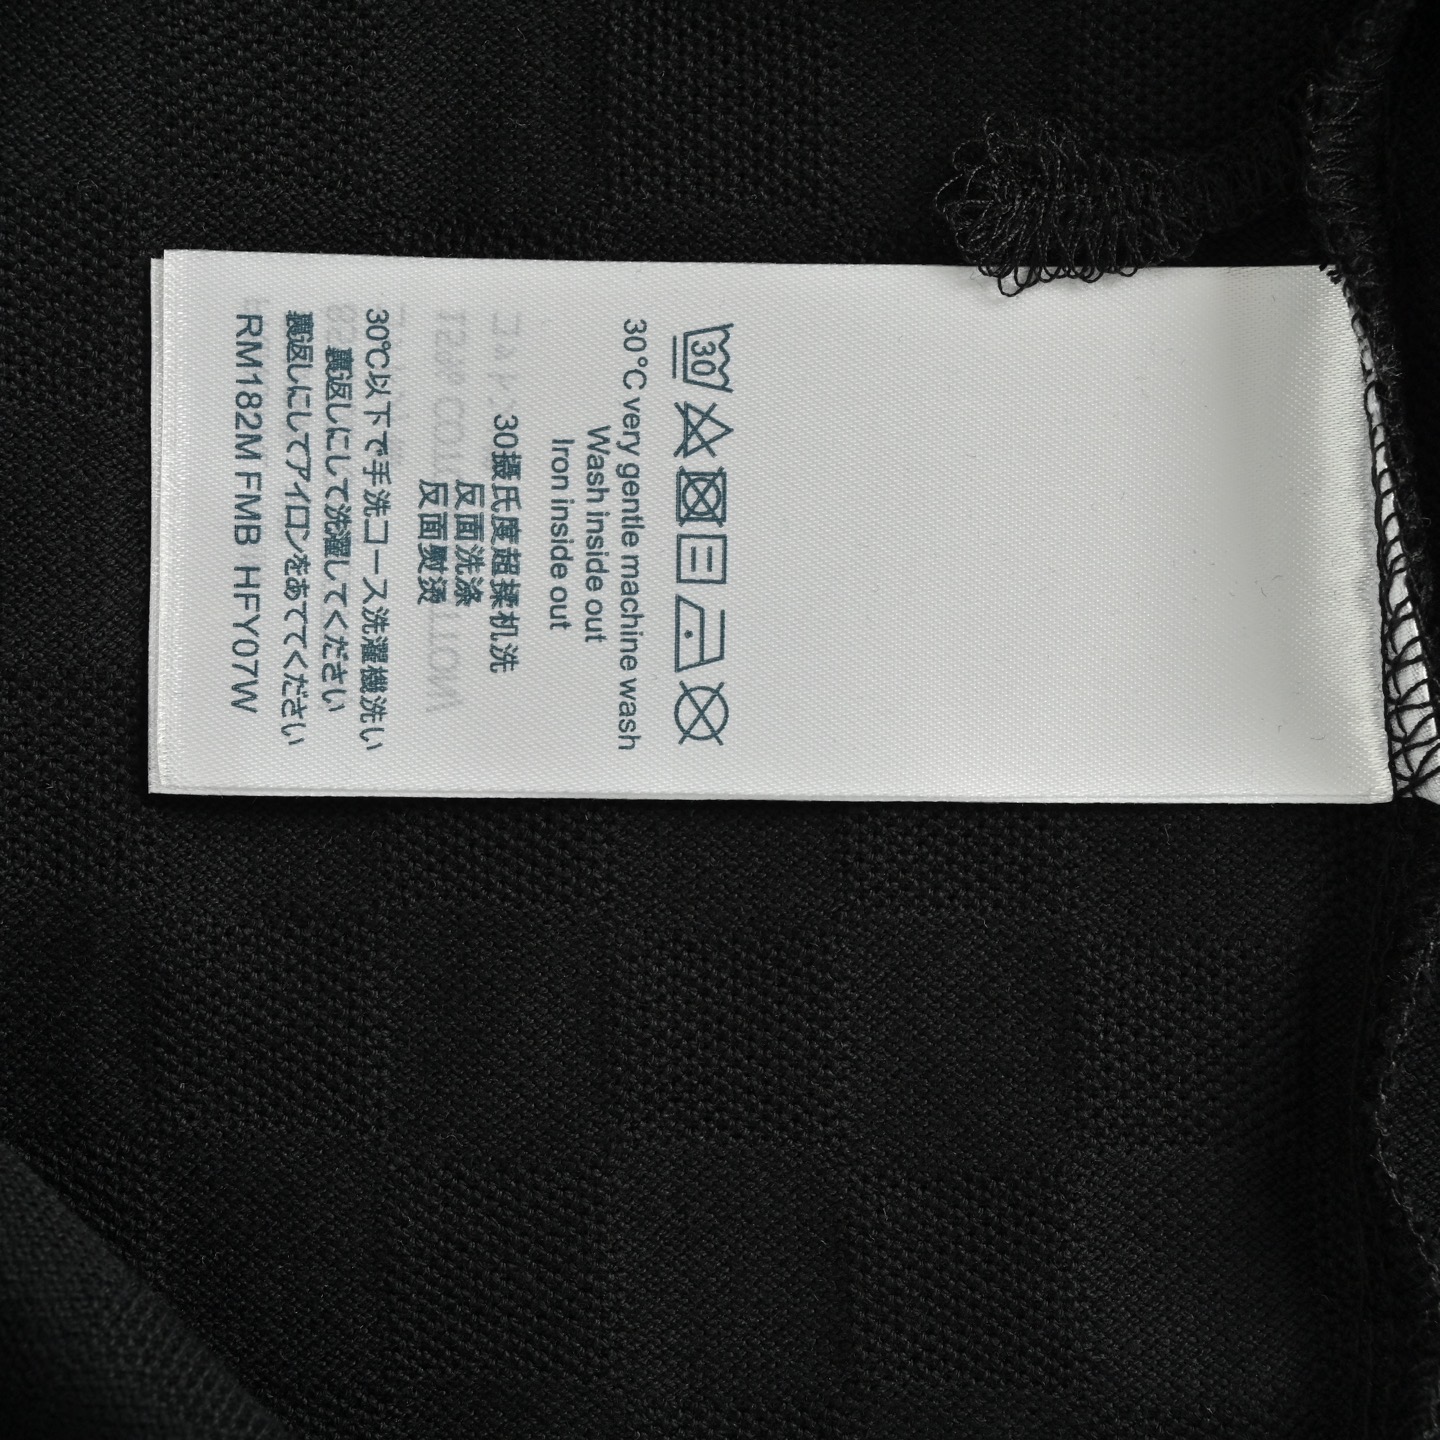 30
30°C very gentle machine wash
Wash inside out
Iron inside out
30摄氏度超揉机洗
反面洗涤
反面熨烫
30℃以下で手洗コース洗濯機洗い
裏返しにして洗濯してください
裏返しにしてアイロンをあててください
RM182M FMB HFY07W